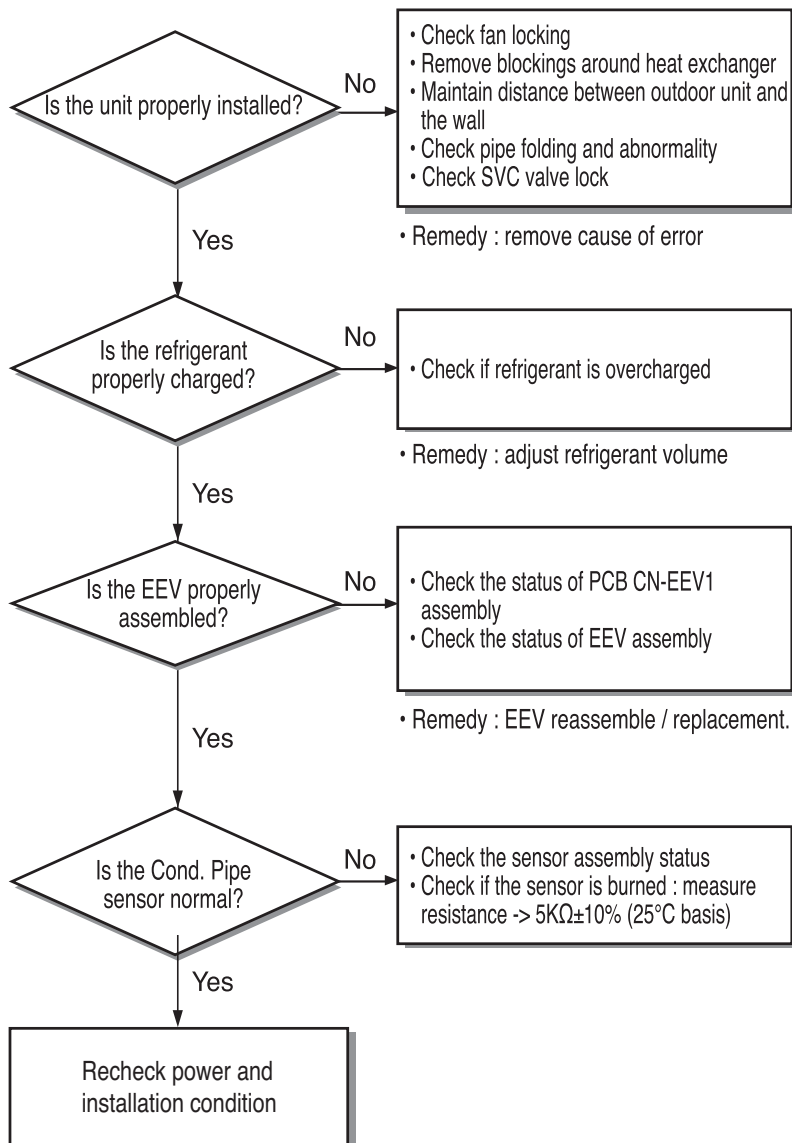 Is the unit properly installed?
No
• Check fan locking
• Remove blockings around heat exchanger
• Maintain distance between outdoor unit and
the wall
• Check pipe folding and abnormality
• Check SVC valve lock
• Remedy : remove cause of error
Yes
Is the refrigerant
properly charged?
No
• Check if refrigerant is overcharged
• Remedy : adjust refrigerant volume
Yes
Is the EEV properly
assembled?
No
• Check the status of PCB CN-EEV1
assembly
• Check the status of EEV assembly
• Remedy : EEV reassemble / replacement.
Yes
Is the Cond. Pipe
sensor normal?
No
• Check the sensor assembly status
• Check if the sensor is burned : measure
resistance -> 5KΩ±10% (25°C basis)
Yes
Recheck power and
installation condition